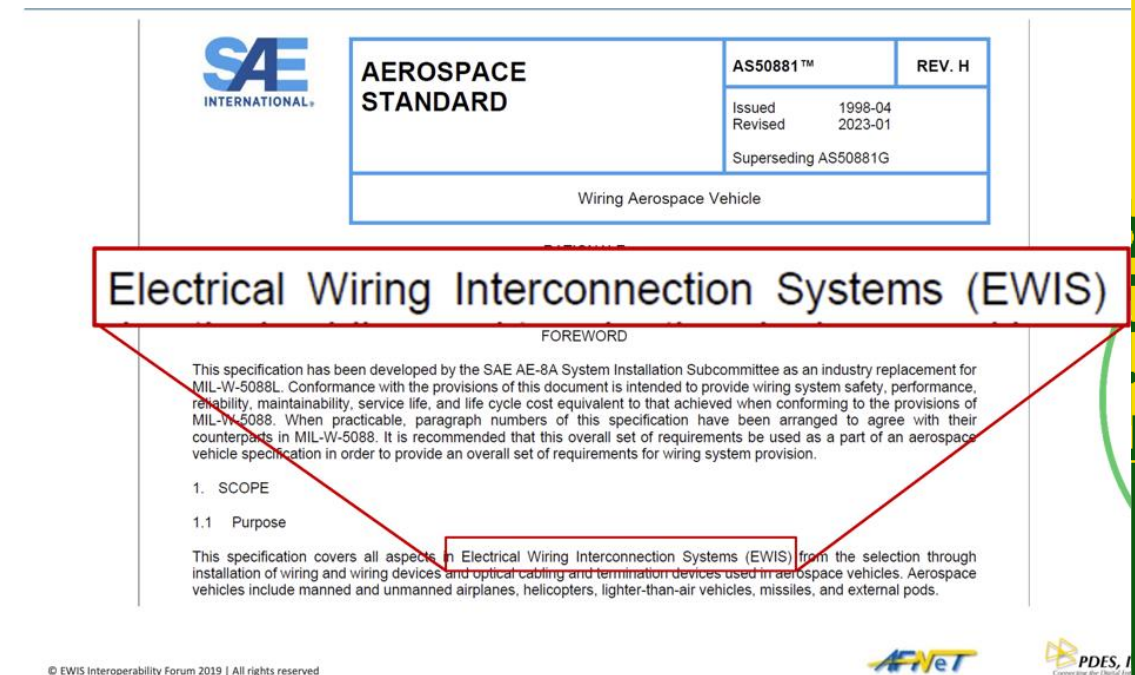 SAE
INTERNATIONAL®
AEROSPACE
STANDARD
AS50881™
REV. H
Issued 1998-04
Revised 2023-01
Superseding AS50881G
Wiring Aerospace Vehicle
Electrical Wiring Interconnection Systems (EWIS)
FOREWORD
This specification has been developed by the SAE AE-8A System Installation Subcommittee as an industry replacement for
MIL-W-5088L. Conformance with the provisions of this document is intended to provide wiring system safety, performance,
reliability, maintainability, service life, and life cycle cost equivalent to that achieved when conforming to the provisions of
MIL-W-5088. When practicable, paragraph numbers of this specification have been arranged to agree with their
counterparts in MIL-W-5088. It is recommended that this overall set of requirements be used as a part of an aerospace
vehicle specification in order to provide an overall set of requirements for wiring system provision.
1. SCOPE
1.1 Purpose
This specification covers all aspects in Electrical Wiring Interconnection Systems (EWIS) from the selection through
installation of wiring and wiring devices and optical cabling and termination devices used in aerospace vehicles. Aerospace
vehicles include manned and unmanned airplanes, helicopters, lighter-than-air vehicles, missiles, and external pods.
© EWIS Interoperability Forum 2019 | All rights reserved
AFNeT
PDES, I